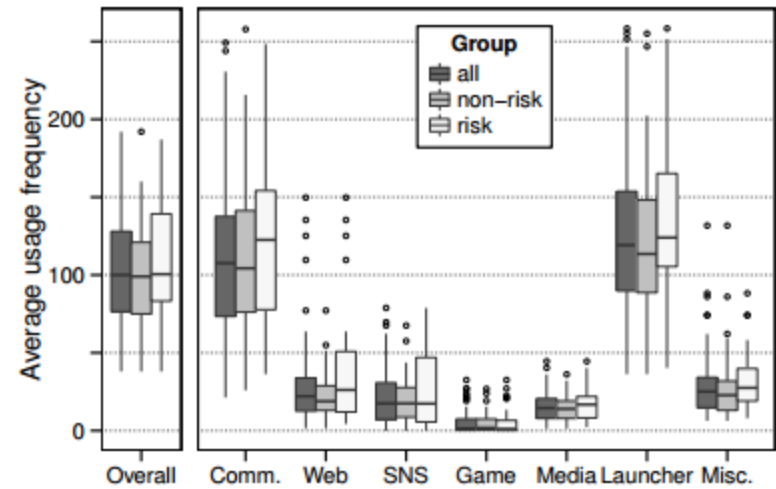 Average usage frequency
200
100
0
Group
all
non-risk
risk
Overall
Comm.
Web
SNS
Game
Media
Launcher
Misc.